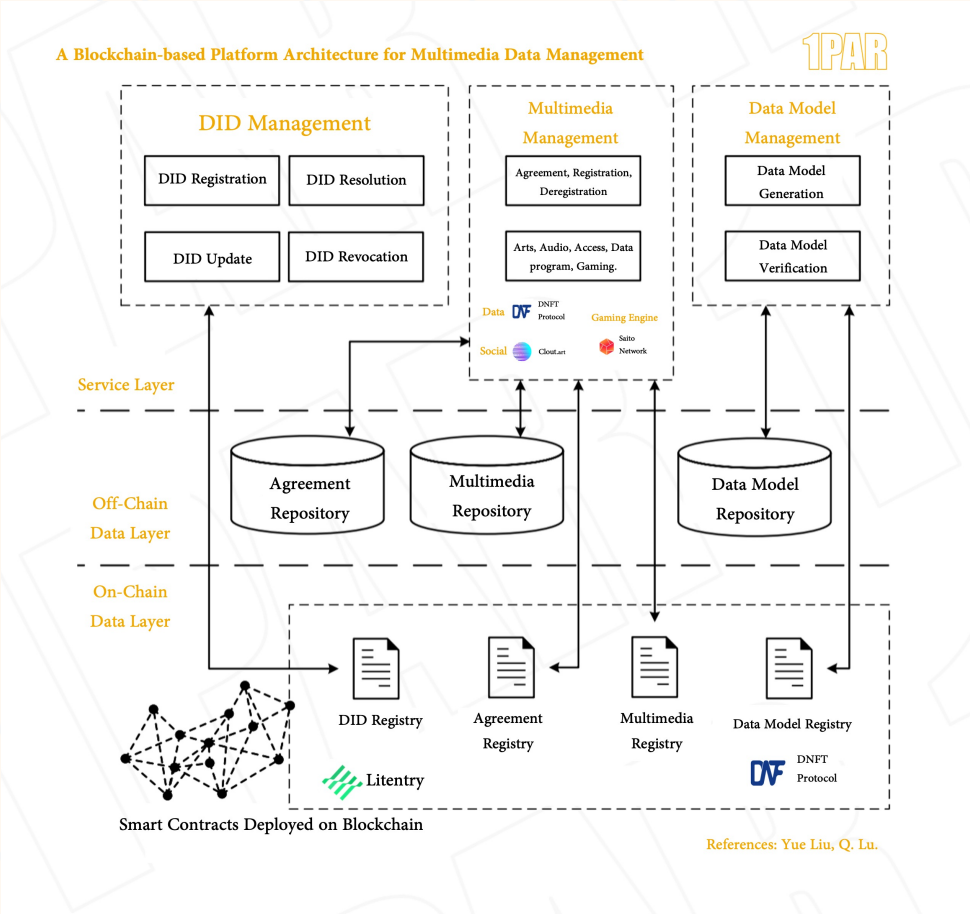 A Blockchain-based Platform Architecture for Multimedia Data Management
1PAR
DID Management
DID Registration
DID Resolution
DID Update
DID Revocation
Multimedia
Management
Agreement, Registration,
Deregistration
Arts, Audio, Access, Data
program, Gaming.
Data
DNF
DNFT
Protocol
Gaming Engine
Social
Clout.art
Saito
Network
Data Model
Management
Data Model
Generation
Data Model
Verification
Service Layer
Agreement
Repository
Multimedia
Repository
Data Model
Repository
Off-Chain
Data Layer
On-Chain
Data Layer
DID Registry
Agreement
Registry
Multimedia
Registry
Data Model Registry
Litentry
DNF
DNFT
Protocol
Smart Contracts Deployed on Blockchain
References: Yue Liu, Q. Lu.